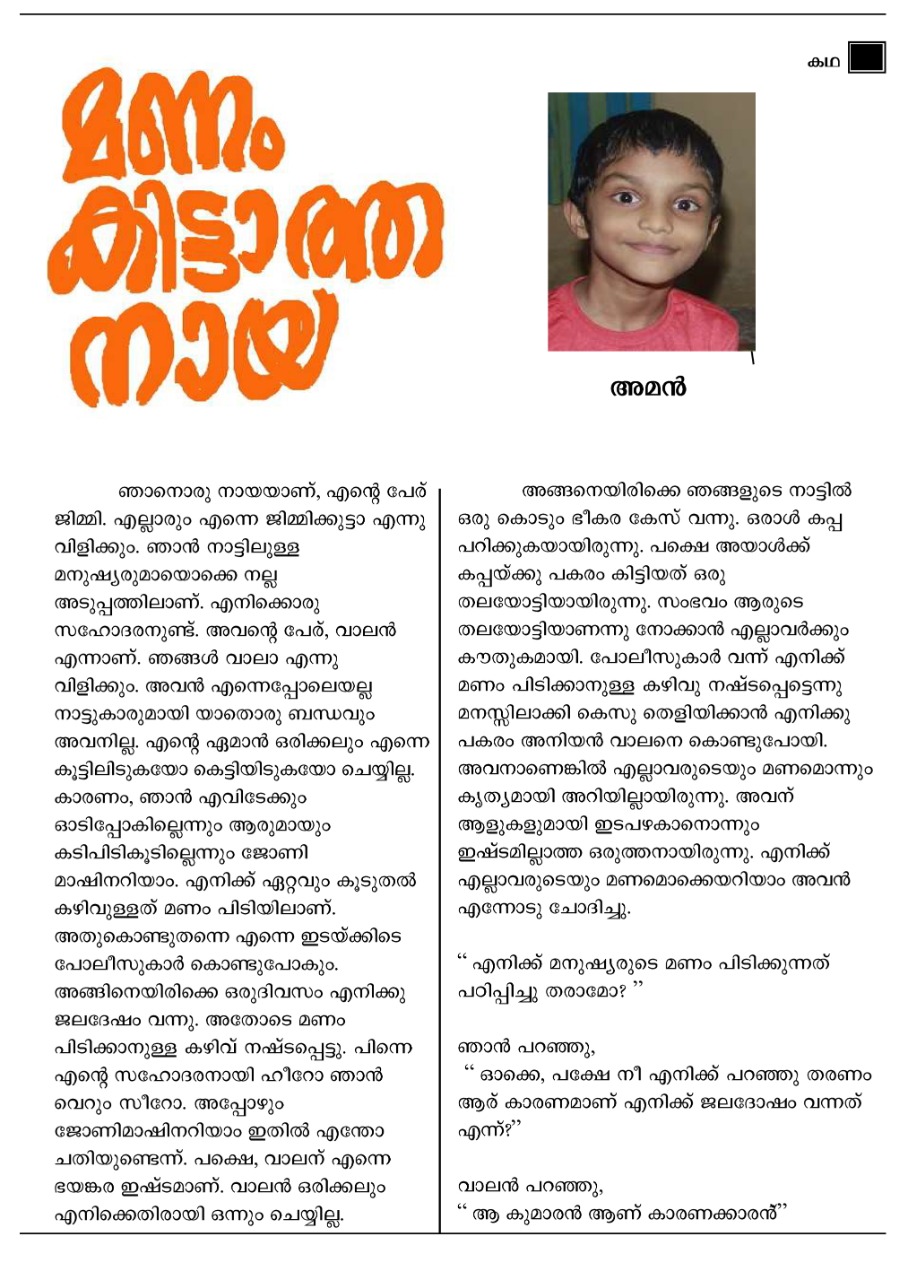 കഥ
മണം
കിട്ടാത്ത
നായ
അമൻ
ഞാനൊരു നായയാണ്, എന്റെ പേര്
ജിമ്മി. എല്ലാരും എന്നെ ജിമ്മിക്കുട്ടാ എന്നു
വിളിക്കും. ഞാൻ നാട്ടിലുള്ള
മനുഷ്യരുമായൊക്കെ നല്ല
അടുപ്പത്തിലാണ്. എനിക്കൊരു
സഹോദരനുണ്ട്. അവന്റെ പേര്, വാലൻ
എന്നാണ്. ഞങ്ങൾ വാലാ എന്നു
വിളിക്കും. അവൻ എന്നെപ്പോലെയല്ല
നാട്ടുകാരുമായി യാതൊരു ബന്ധവും
അവനില്ല. എന്റെ ഏമാൻ ഒരിക്കലും എന്നെ
കൂട്ടിലിടുകയോ കെട്ടിയിടുകയോ ചെയ്യില്ല.
കാരണം, ഞാൻ എവിടേക്കും
ഓടിപ്പോകില്ലെന്നും ആരുമായും
കടിപിടികൂടില്ലെന്നും ജോണി
മാഷിനറിയാം. എനിക്ക് ഏറ്റവും കൂടുതൽ
കഴിവുള്ളത് മണം പിടിയിലാണ്.
അതുകൊണ്ടുതന്നെ എന്നെ ഇടയ്ക്കിടെ
പോലീസുകാർ കൊണ്ടുപോകും.
അങ്ങിനെയിരിക്കെ ഒരുദിവസം എനിക്കു
ജലദേഷം വന്നു. അതോടെ മണം
പിടിക്കാനുള്ള കഴിവ് നഷ്ടപ്പെട്ടു. പിന്നെ
എന്റെ സഹോദരനായി ഹീറോ ഞാൻ
വെറും സീറോ. അപ്പോഴും
ജോണിമാഷിനറിയാം ഇതിൽ എന്തോ
ചതിയുണ്ടെന്ന്. പക്ഷെ, വാലന് എന്നെ
ഭയങ്കര ഇഷ്ടമാണ്. വാലൻ ഒരിക്കലും
എനിക്കെതിരായി ഒന്നും ചെയ്യില്ല.
അങ്ങനെയിരിക്കെ ഞങ്ങളുടെ നാട്ടിൽ
ഒരു കൊടും ഭീകര കേസ് വന്നു. ഒരാൾ കപ്പ
പറിക്കുകയായിരുന്നു. പക്ഷെ അയാൾക്ക്
കപ്പയ്ക്കു പകരം കിട്ടിയത് ഒരു
തലയോട്ടിയായിരുന്നു. സംഭവം ആരുടെ
തലയോട്ടിയാണന്നു നോക്കാൻ എല്ലാവർക്കും
കൗതുകമായി. പോലീസുകാർ വന്ന് എനിക്ക്
മണം പിടിക്കാനുള്ള കഴിവു നഷ്ടപ്പെട്ടെന്നു
മനസ്സിലാക്കി കെസു തെളിയിക്കാൻ എനിക്കു
പകരം അനിയൻ വാലനെ കൊണ്ടുപോയി.
അവനാണെങ്കിൽ എല്ലാവരുടെയും മണമൊന്നും
കൃത്യമായി അറിയില്ലായിരുന്നു. അവന്
ആളുകളുമായി ഇടപഴകാനൊന്നും
ഇഷ്ടമില്ലാത്ത ഒരുത്തനായിരുന്നു. എനിക്ക്
എല്ലാവരുടെയും മണമൊക്കെയറിയാം അവൻ
എന്നോടു ചോദിച്ചു.
“ എനിക്ക് മനുഷ്യരുടെ മണം പിടിക്കുന്നത്
പഠിപ്പിച്ചു തരാമോ? ”
ഞാൻ പറഞ്ഞു,
“ ഓക്കെ, പക്ഷേ നീ എനിക്ക് പറഞ്ഞു തരണം
ആര് കാരണമാണ് എനിക്ക് ജലദോഷം വന്നത്
എന്ന്?”
വാലൻ പറഞ്ഞു,
“ ആ കുമാരൻ ആണ് കാരണക്കാരൻ”